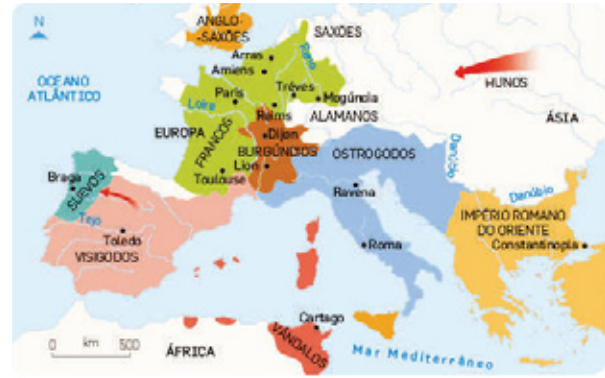 ANGLO-
-SAXÕES
SAXÕES
N
Arras
Reno
Amiens
HUNOS
OCEANO
ATLÂNTICO
Paris
Tréves
Loire
Reims
Mogúncia
ÁSIA
ALAMANOS
EUROPA
FRANCOS
Dijon
BURGÚNDIOS
OSTROGODOS
Danúbio
Lion
Braga
SUEVOS
Toulouse
Ravena
Danúbio
IMPÉRIO ROMANO
DO ORIENTE
Tejo
Toledo
Roma
Constantinopla
VISIGODOS
Cartago
VÂNDALOS
0 km 500
ÁFRICA
Mar Mediterrâneo